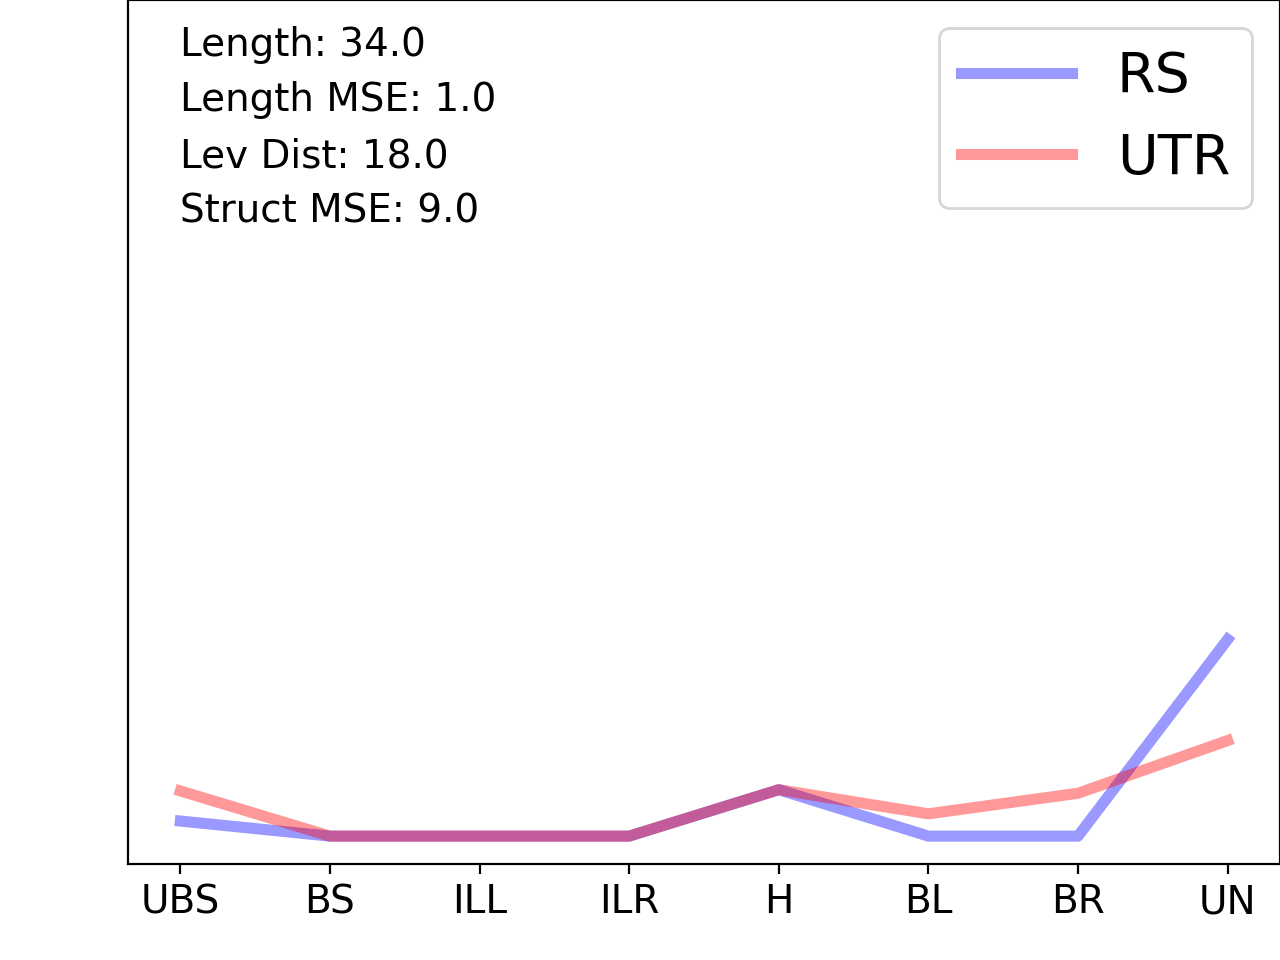 Length: 34.0
Length MSE: 1.0
Lev Dist: 18.0
Struct MSE: 9.0
RS
UTR
UBS BS ILL ILR H BL BR UN